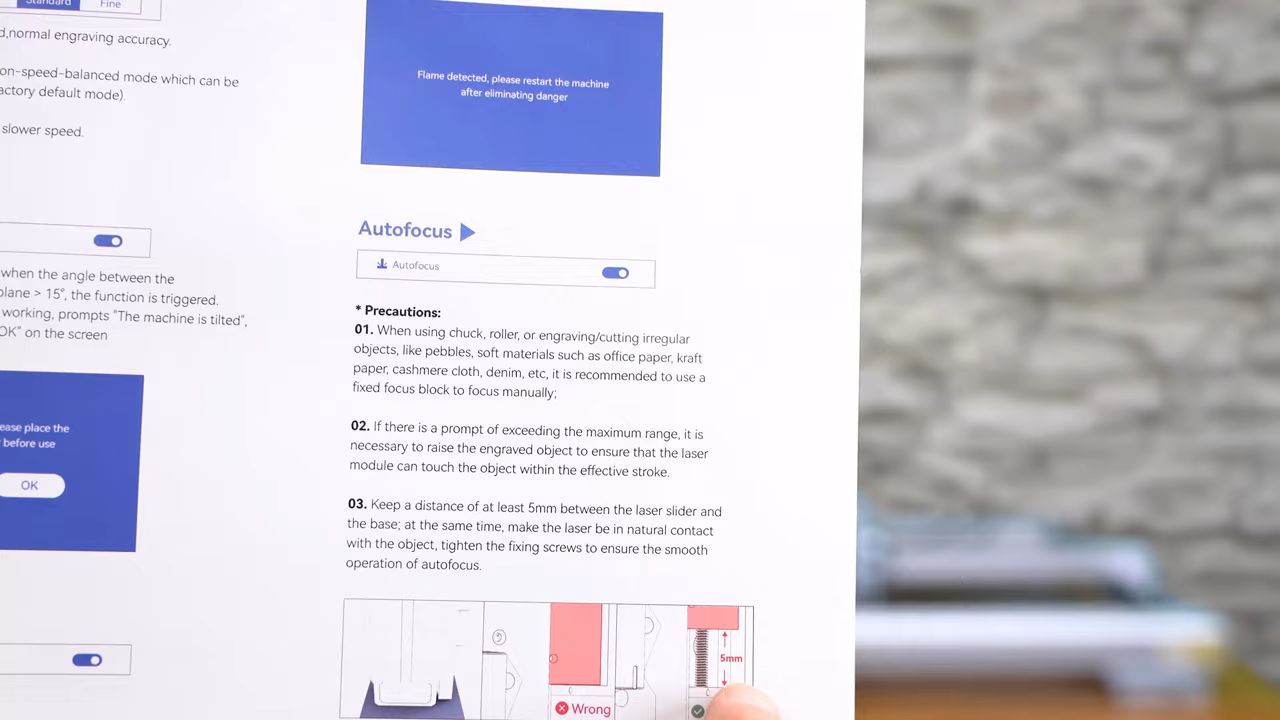 Standard Fine
d,normal engraving accuracy.
on-speed-balanced mode which can be
actory default mode).
slower speed.
when the angle between the
plane > 15°, the function is triggered.
working, prompts "The machine is tilted",
OK" on the screen
ease place the
before use
OK
Flame detected, please restart the machine
after eliminating danger
Autofocus
Autofocus
* Precautions:
01. When using chuck, roller, or engraving/cutting irregular
objects, like pebbles, soft materials such as office paper, kraft
paper, cashmere cloth, denim, etc, it is recommended to use a
fixed focus block to focus manually;
02. If there is a prompt of exceeding the maximum range, it is
necessary to raise the engraved object to ensure that the laser
module can touch the object within the effective stroke.
03. Keep a distance of at least 5mm between the laser slider and
the base; at the same time, make the laser be in natural contact
with the object, tighten the fixing screws to ensure the smooth
operation of autofocus.
5mm
Wrong